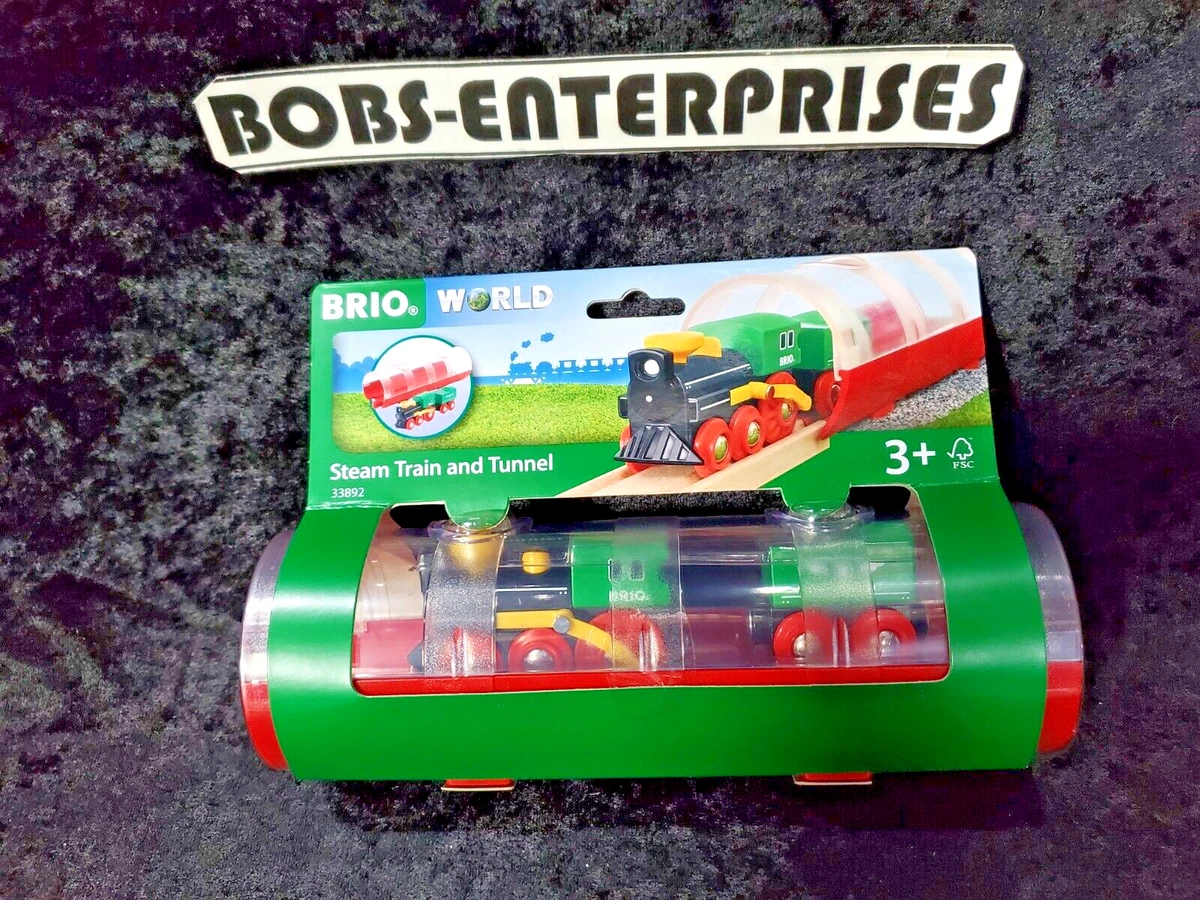 BOBS-ENTERPRISES
BRIO® WORLD
BRIO.
Steam Train and Tunnel
33892
3+
FSC
BRIO.